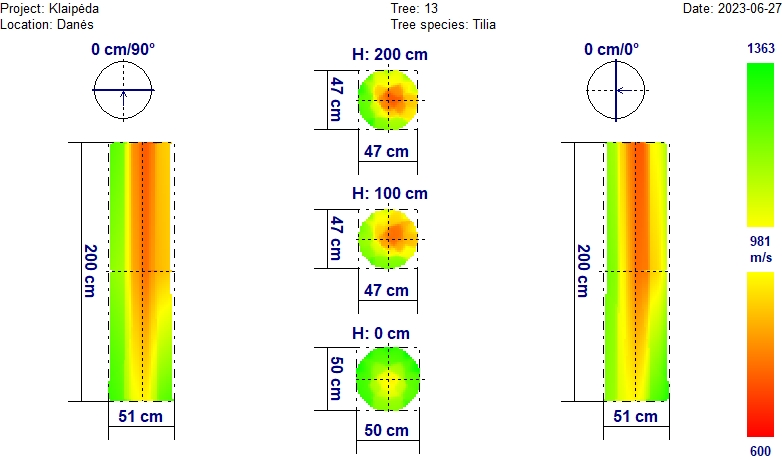 Project: Klaipėda
Tree: 13
Date: 2023-06-27
Location: Danės
Tree species: Tilia
0 cm/90°
H: 200 cm
0 cm/0°
1363
47 cm
47 cm
H: 100 cm
47 cm
47 cm
200 cm
200 cm
981
m/s
H: 0 cm
50 cm
50 cm
51 cm
51 cm
600